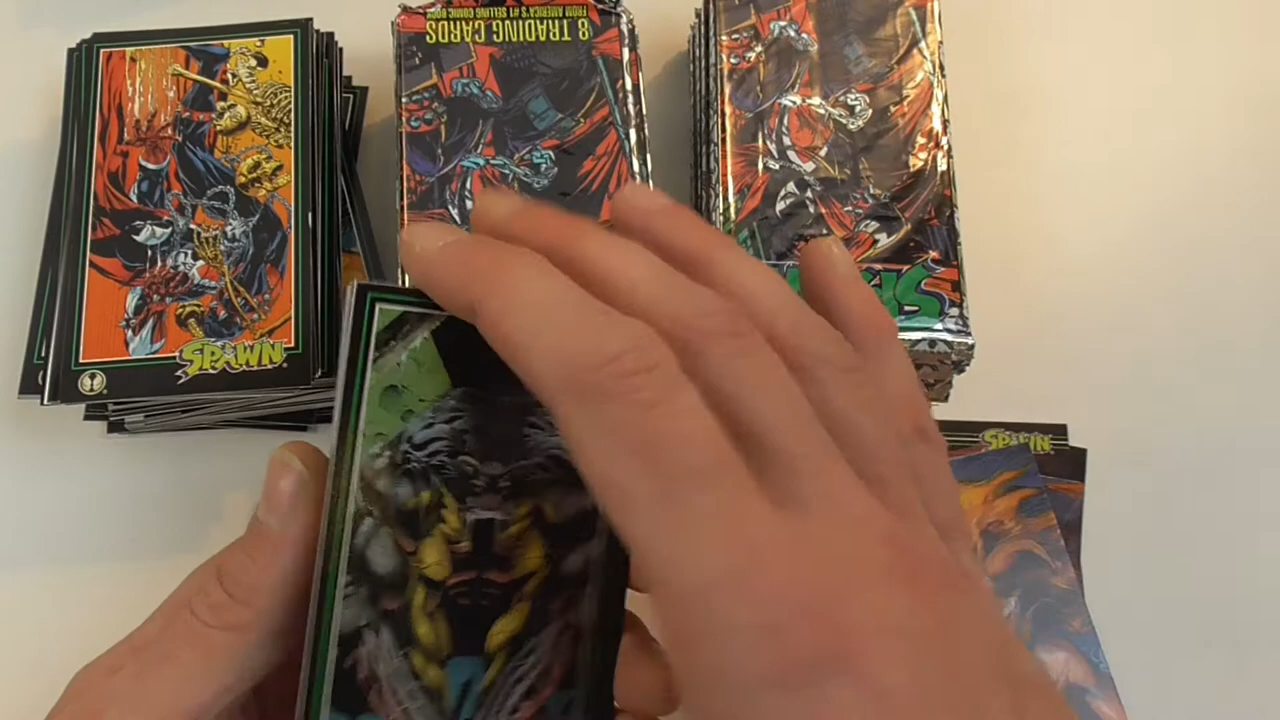 8 TRADING CARDS
FROM AMERICA'S #1 SELLING COMIC BOOK
SPAWN
SPAWN